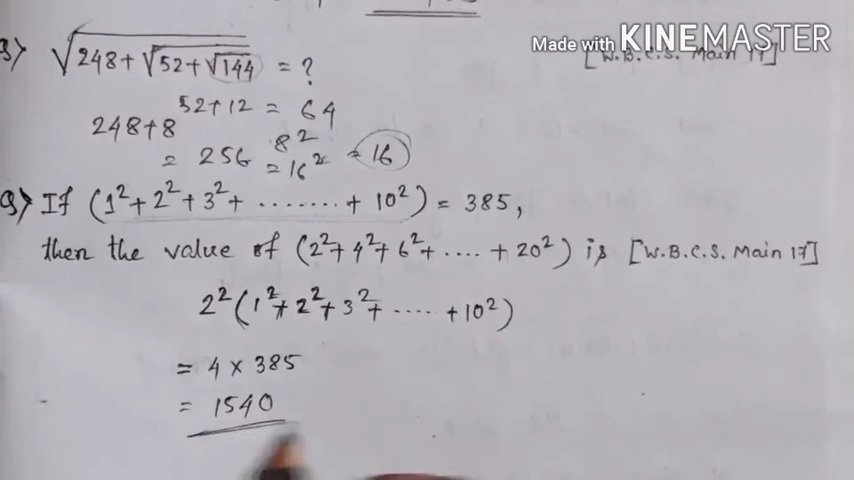 Made with KINEMASTER
Q> √248+√52+√144 = ? [W.B.C.S. Main 17]
52+12 = 64
248+8 8²
= 256 = 16² = 16
Q> If (1²+2²+3²+ ....... + 10²) = 385,
then the value of (2²+4²+6²+ .... + 20²) is [W.B.C.S. Main 17]
2²(1²+2²+3²+ ..... +10²)
= 4 × 385
= 1540